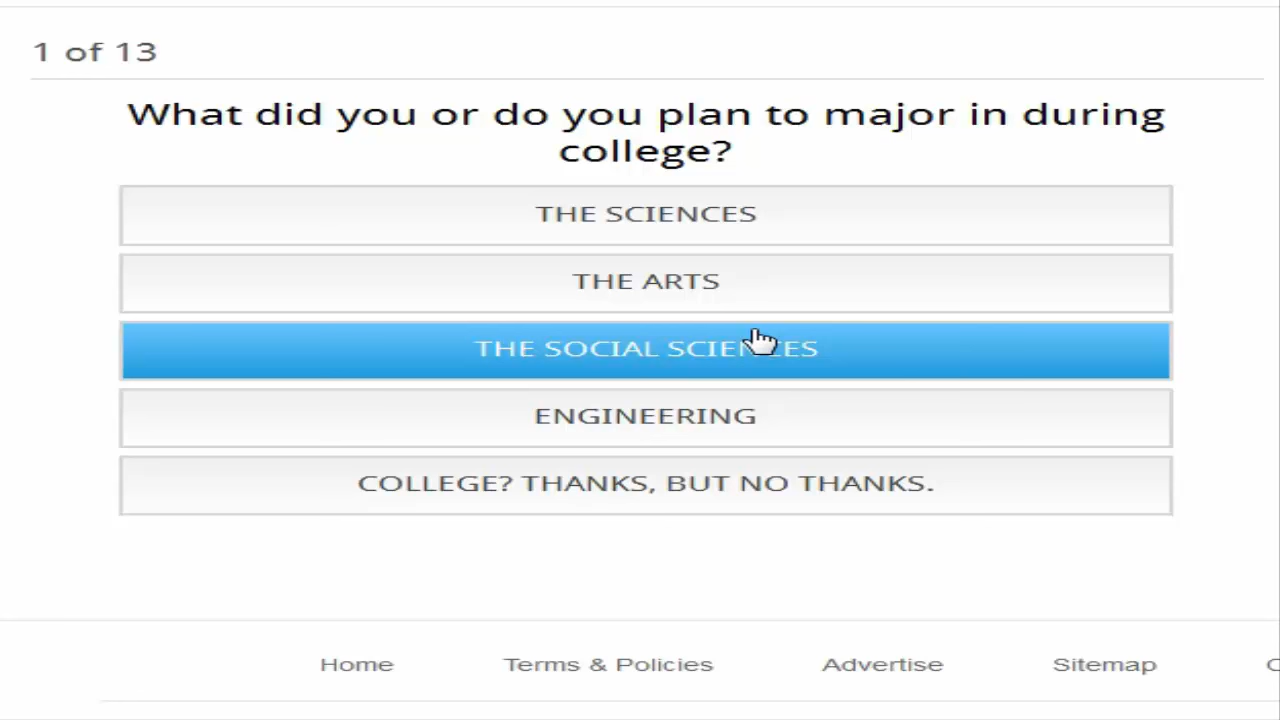 1 of 13
What did you or do you plan to major in during
college?
THE SCIENCES
THE ARTS
THE SOCIAL SCIENCES
ENGINEERING
COLLEGE? THANKS, BUT NO THANKS.
Home Terms & Policies Advertise Sitemap